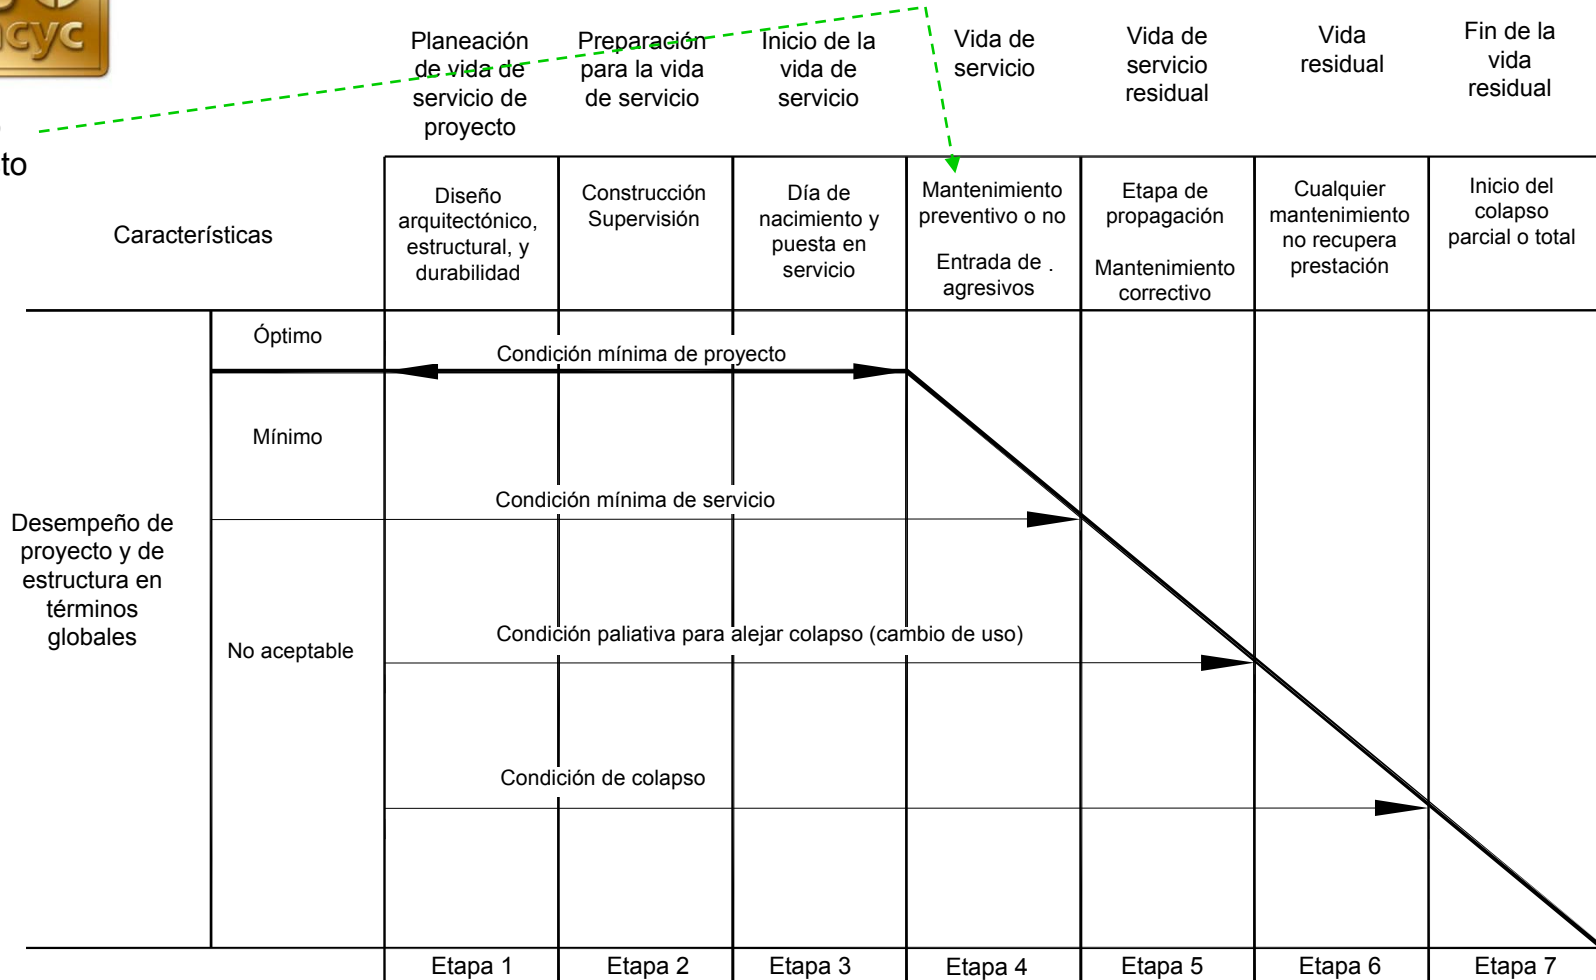 cyc
to
Planeación
de vida de
servicio de
proyecto
Preparación
para la vida
de servicio
Inicio de la
vida de
servicio
Vida de
servicio
Vida de
servicio
residual
Vida
residual
Fin de la
vida
residual
Características
Diseño
arquitectónico,
estructural, y
durabilidad
Construcción
Supervisión
Día de
nacimiento y
puesta en
servicio
Mantenimiento
preventivo o no
Entrada de .
agresivos
Etapa de
propagación
Mantenimiento
correctivo
Cualquier
mantenimiento
no recupera
prestación
Inicio del
colapso
parcial o total
Óptimo
Condición mínima de proyecto
Mínimo
Condición mínima de servicio
Desempeño de
proyecto y de
estructura en
términos
globales
No aceptable
Condición paliativa para alejar colapso (cambio de uso)
Condición de colapso
Etapa 1
Etapa 2
Etapa 3
Etapa 4
Etapa 5
Etapa 6
Etapa 7